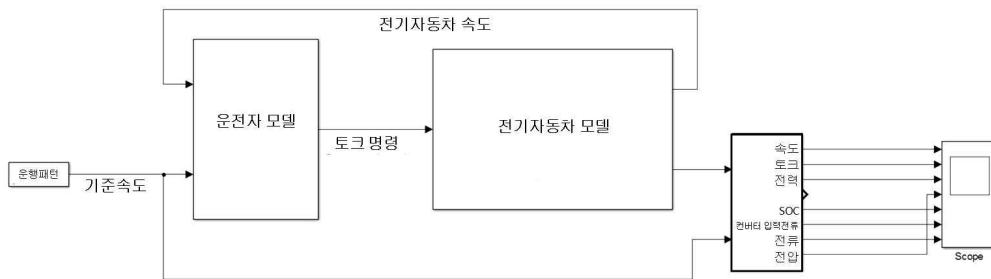 전기자동차 속도
운전자 모델
전기자동차 모델
토크 명령
운행패턴
기준속도
속도
토크
전력
SOC
컨버터 입력전류
전류
전압
Scope